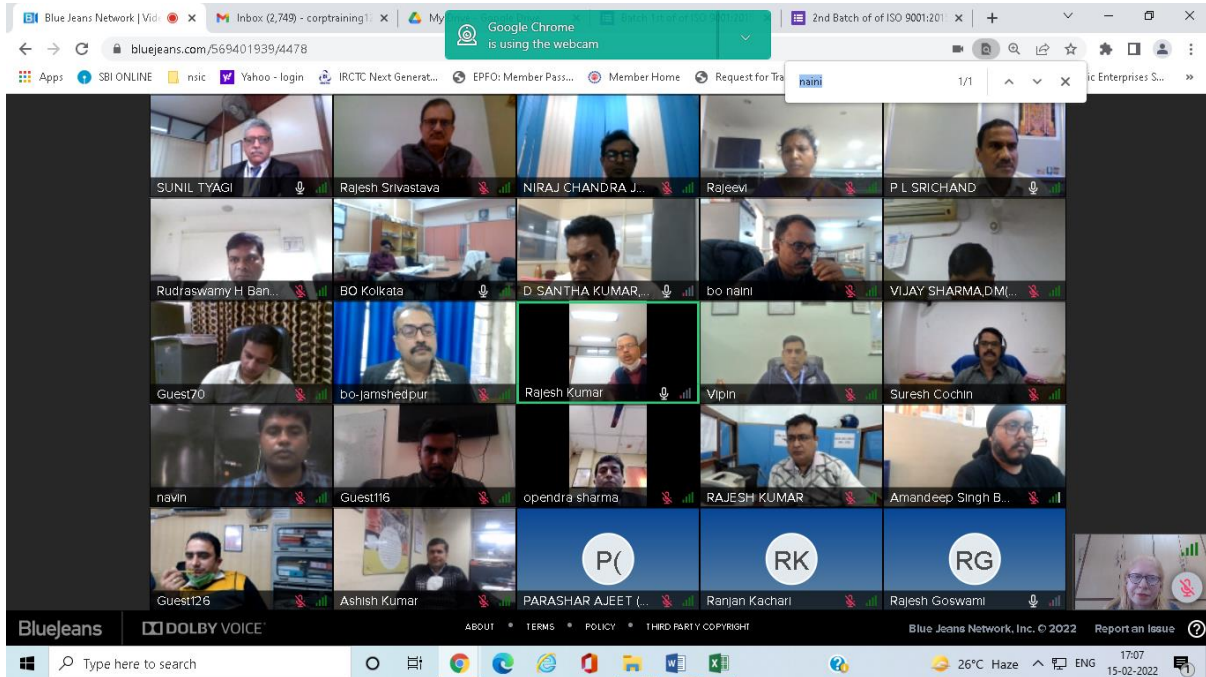 Blue Jeans Network | Vid
Inbox (2,749) - corptraining1
My
2nd Batch of of ISO 9001:201
Google Chrome
is using the webcam
bluejeans.com/569401939/4478
Apps
SBI ONLINE
nsic
Yahoo - login
IRCTC Next Generat...
EPFO: Member Pass...
Member Home
Request for Tra
ic Enterprises S...
naini
1/1
SUNIL TYAGI
Rajesh Srivastava
NIRAJ CHANDRA J...
Rajeevi
P L SRICHAND
Rudraswamy H Ban...
BO Kolkata
D SANTHA KUMAR,...
bo naini
VIJAY SHARMA,DM(...
Guest70
bo-jamshedpur
Rajesh Kumar
Vipin
Suresh Cochin
navin
Guest116
opendra sharma
RAJESH KUMAR
Amandeep Singh B...
P(
RK
RG
Guest126
Ashish Kumar
PARASHAR AJEET (...
Ranjan Kachari
Rajesh Goswami
BlueJeans
DOLBY VOICE
ABOUT • TERMS • POLICY • THIRD PARTY COPYRIGHT
Blue Jeans Network, Inc. © 2022
Report an Issue
Type here to search
26°C Haze
ENG
17:07
15-02-2022